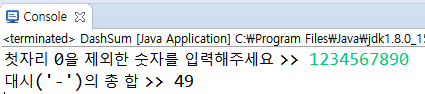 Console
<terminated> DashSum [Java Application] C:\Program Files\Java\jdk1.8.0_15
첫자리 0을 제외한 숫자를 입력해주세요 >> 1234567890
대시('-')의 총 합 >> 49